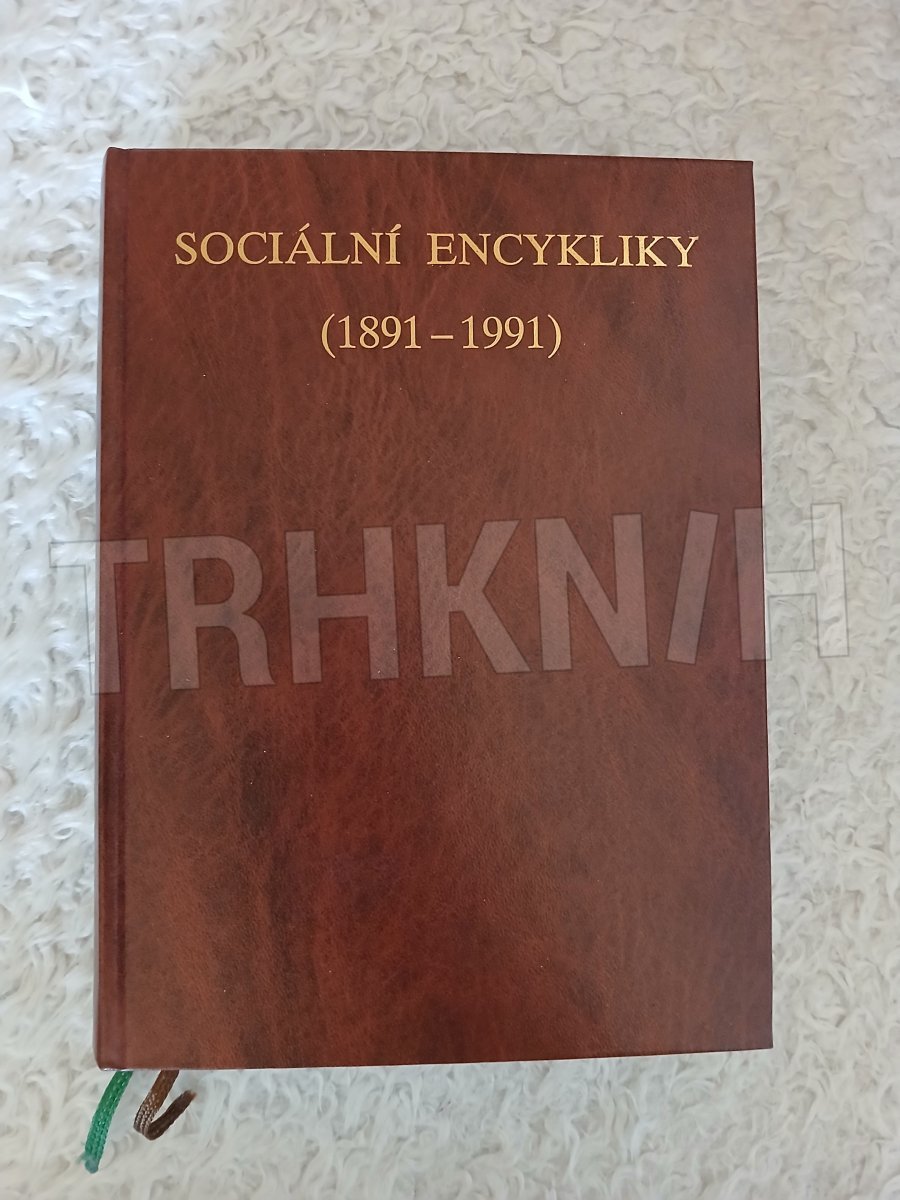 SOCIÁLNÍ ENCYKLIKY
(1891 – 1991)
TRHKNIH